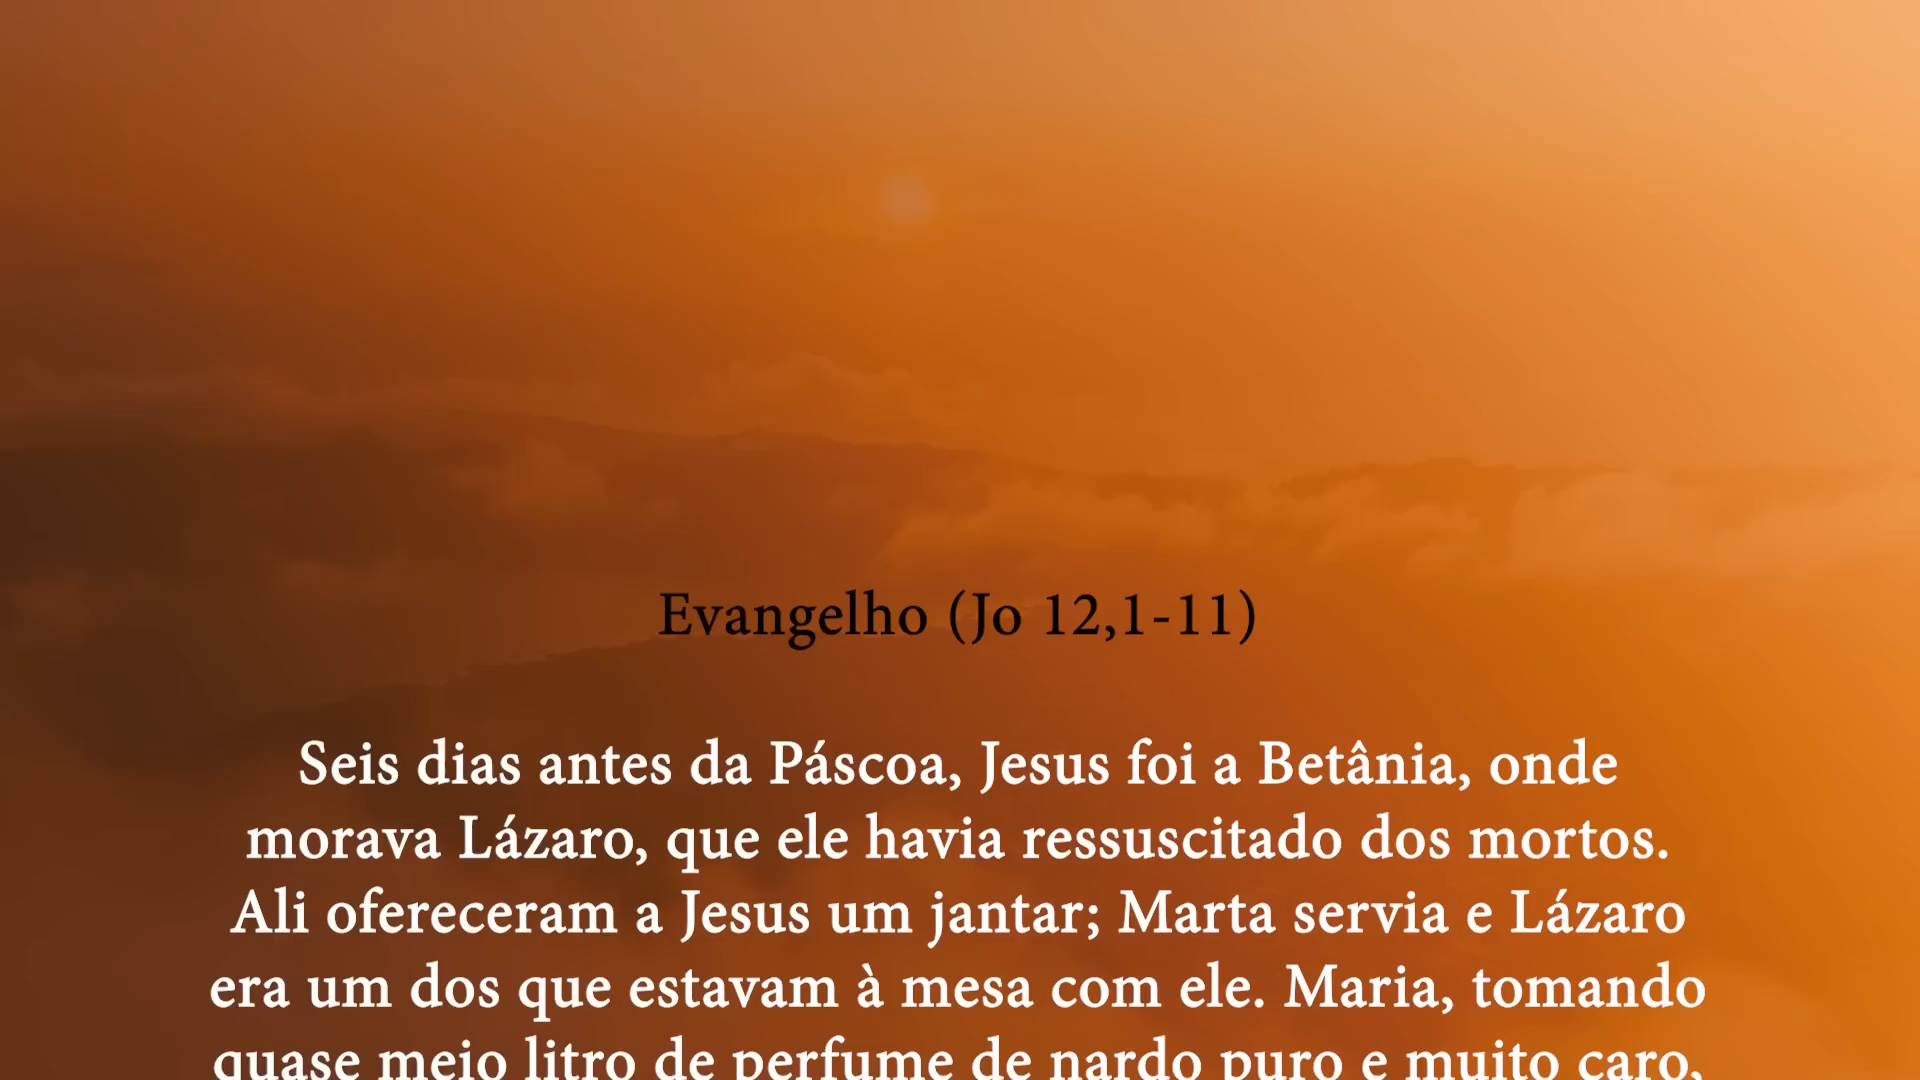 Evangelho (Jo 12,1-11)
Seis dias antes da Páscoa, Jesus foi a Betânia, onde
morava Lázaro, que ele havia ressuscitado dos mortos.
Ali ofereceram a Jesus um jantar; Marta servia e Lázaro
era um dos que estavam à mesa com ele. Maria, tomando
quase meio litro de perfume de nardo puro e muito caro,